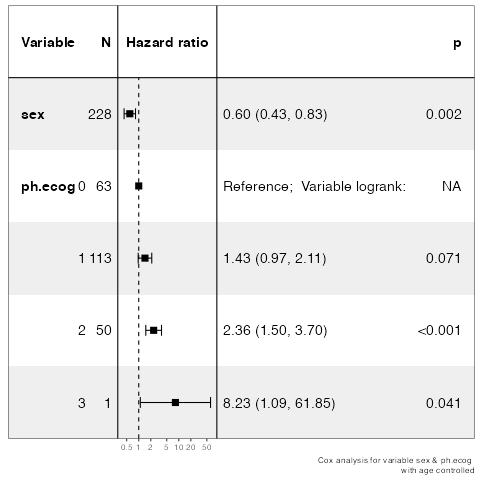 Variable N Hazard ratio p
sex 228 0.60 (0.43, 0.83) 0.002
ph.ecog 0 63 Reference; Variable logrank: NA
1 113 1.43 (0.97, 2.11) 0.071
2 50 2.36 (1.50, 3.70) <0.001
3 1 8.23 (1.09, 61.85) 0.041
0.5 1 2 5 10 20 50
Cox analysis for variable sex & ph.ecog
with age controlled